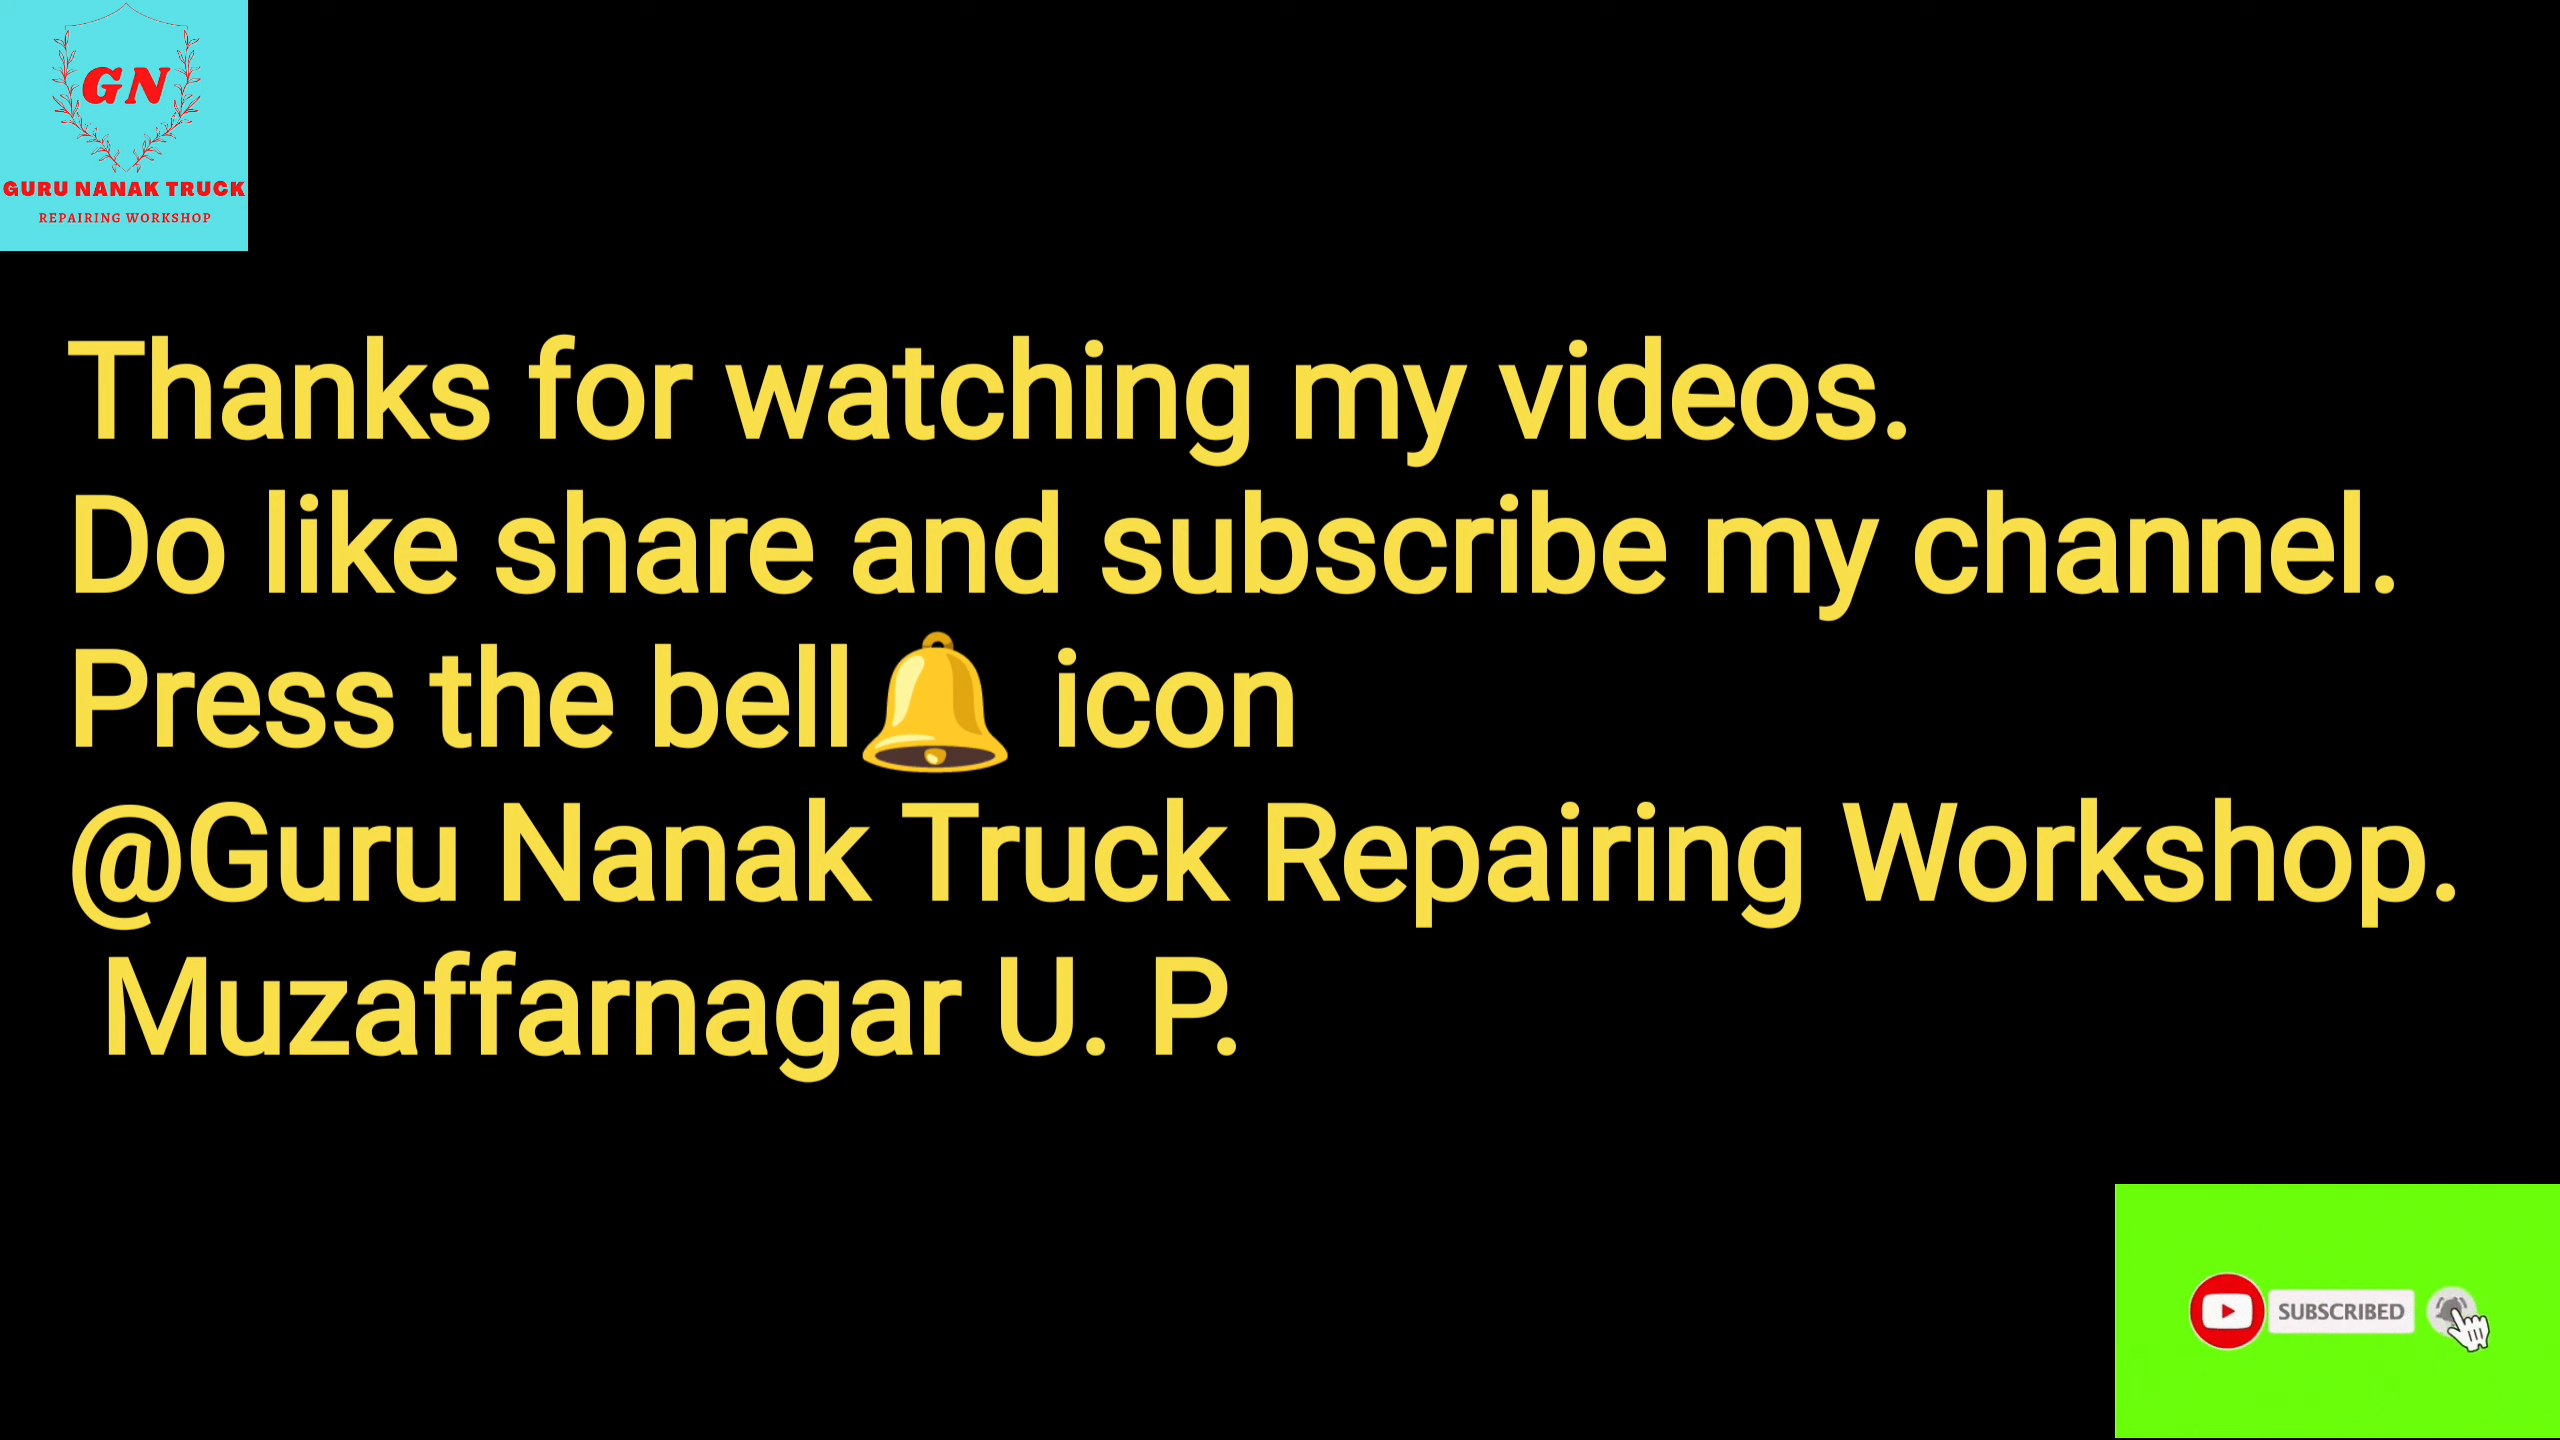 GN
GURU NANAK TRUCK
REPAIRING WORKSHOP
Thanks for watching my videos.
Do like share and subscribe my channel.
Press the bell🔔 icon
@Guru Nanak Truck Repairing Workshop.
Muzaffarnagar U. P.
SUBSCRIBED